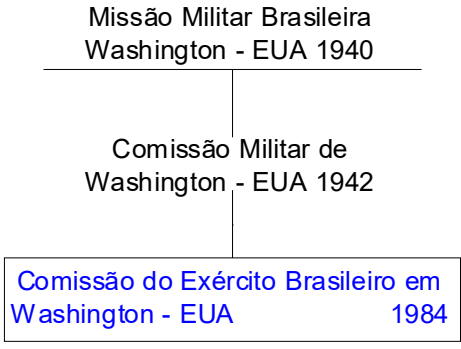 Missão Militar Brasileira
Washington - EUA 1940
Comissão Militar de
Washington - EUA 1942
Comissão do Exército Brasileiro em
Washington - EUA 1984